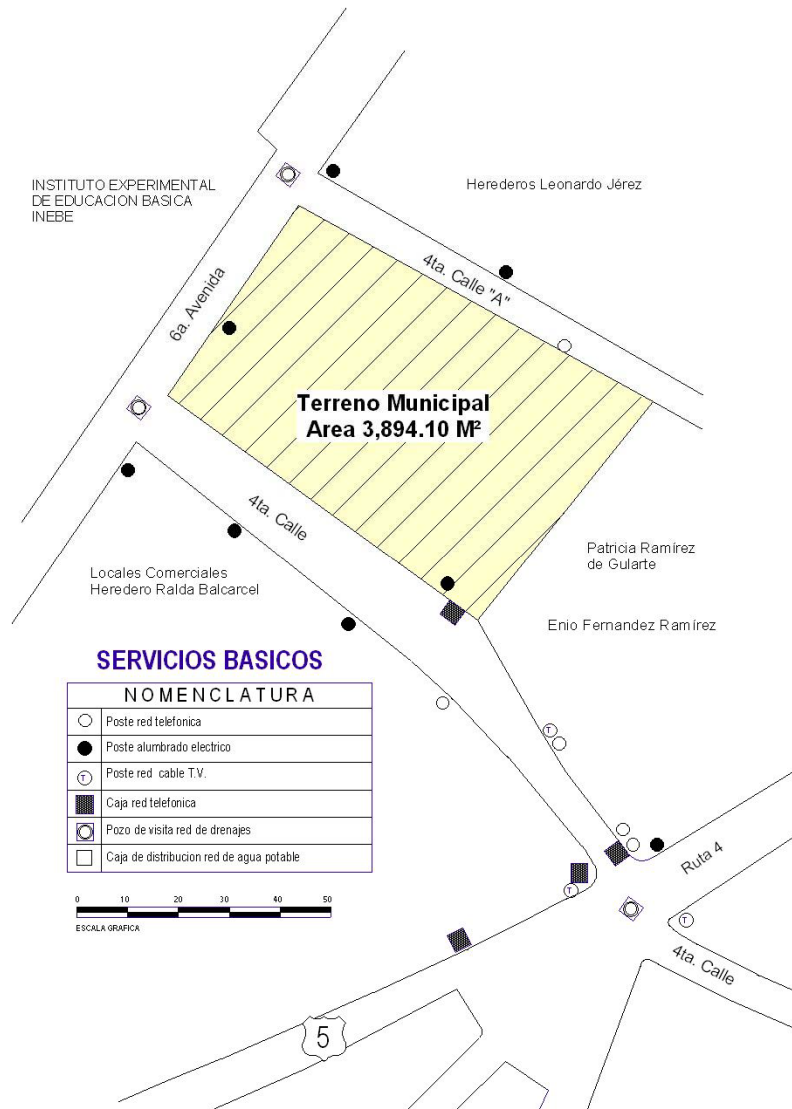 INSTITUTO EXPERIMENTAL
DE EDUCACION BASICA
INEBE
Herederos Leonardo Jérez
4ta. Calle "A"
6a. Avenida
Terreno Municipal
Area 3,894.10 M²
4ta. Calle
Patricia Ramírez
de Gularte
Locales Comerciales
Heredero Ralda Balcarcel
Enio Fernandez Ramírez
SERVICIOS BASICOS
NOMENCLATURA
Poste red telefonica
Poste alumbrado electrico
T
Poste red cable T.V.
Caja red telefonica
Pozo de visita red de drenajes
Caja de distribucion red de agua potable
0 10 20 30 40 50
ESCALA GRAFICA
T
Ruta 4
T
T
4ta. Calle
5